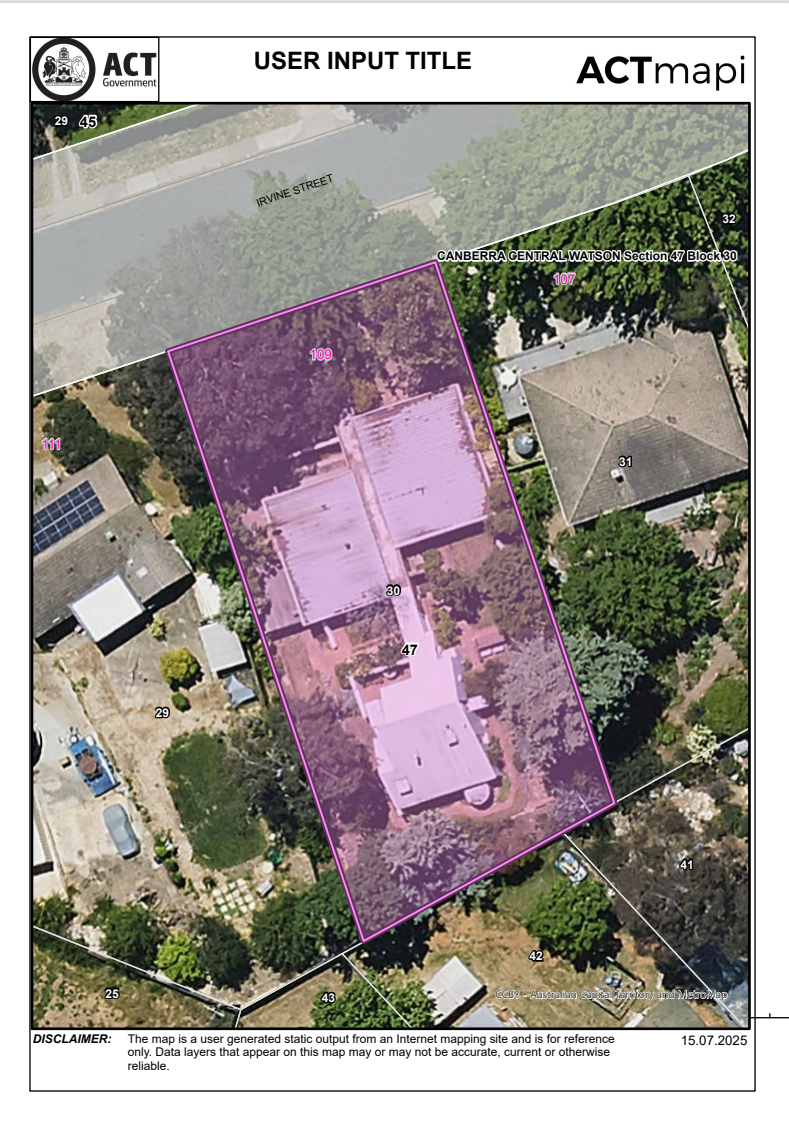 ACT
Government
USER INPUT TITLE
ACTmapi
29
45
IRVINE STREET
32
CANBERRA CENTRAL WATSON Section 47 Block 30
107
109
111
31
30
47
29
41
42
25
43
CCBY - Australian Capital Territory and MetroMap
DISCLAIMER: The map is a user generated static output from an Internet mapping site and is for reference
only. Data layers that appear on this map may or may not be accurate, current or otherwise
reliable.
15.07.2025